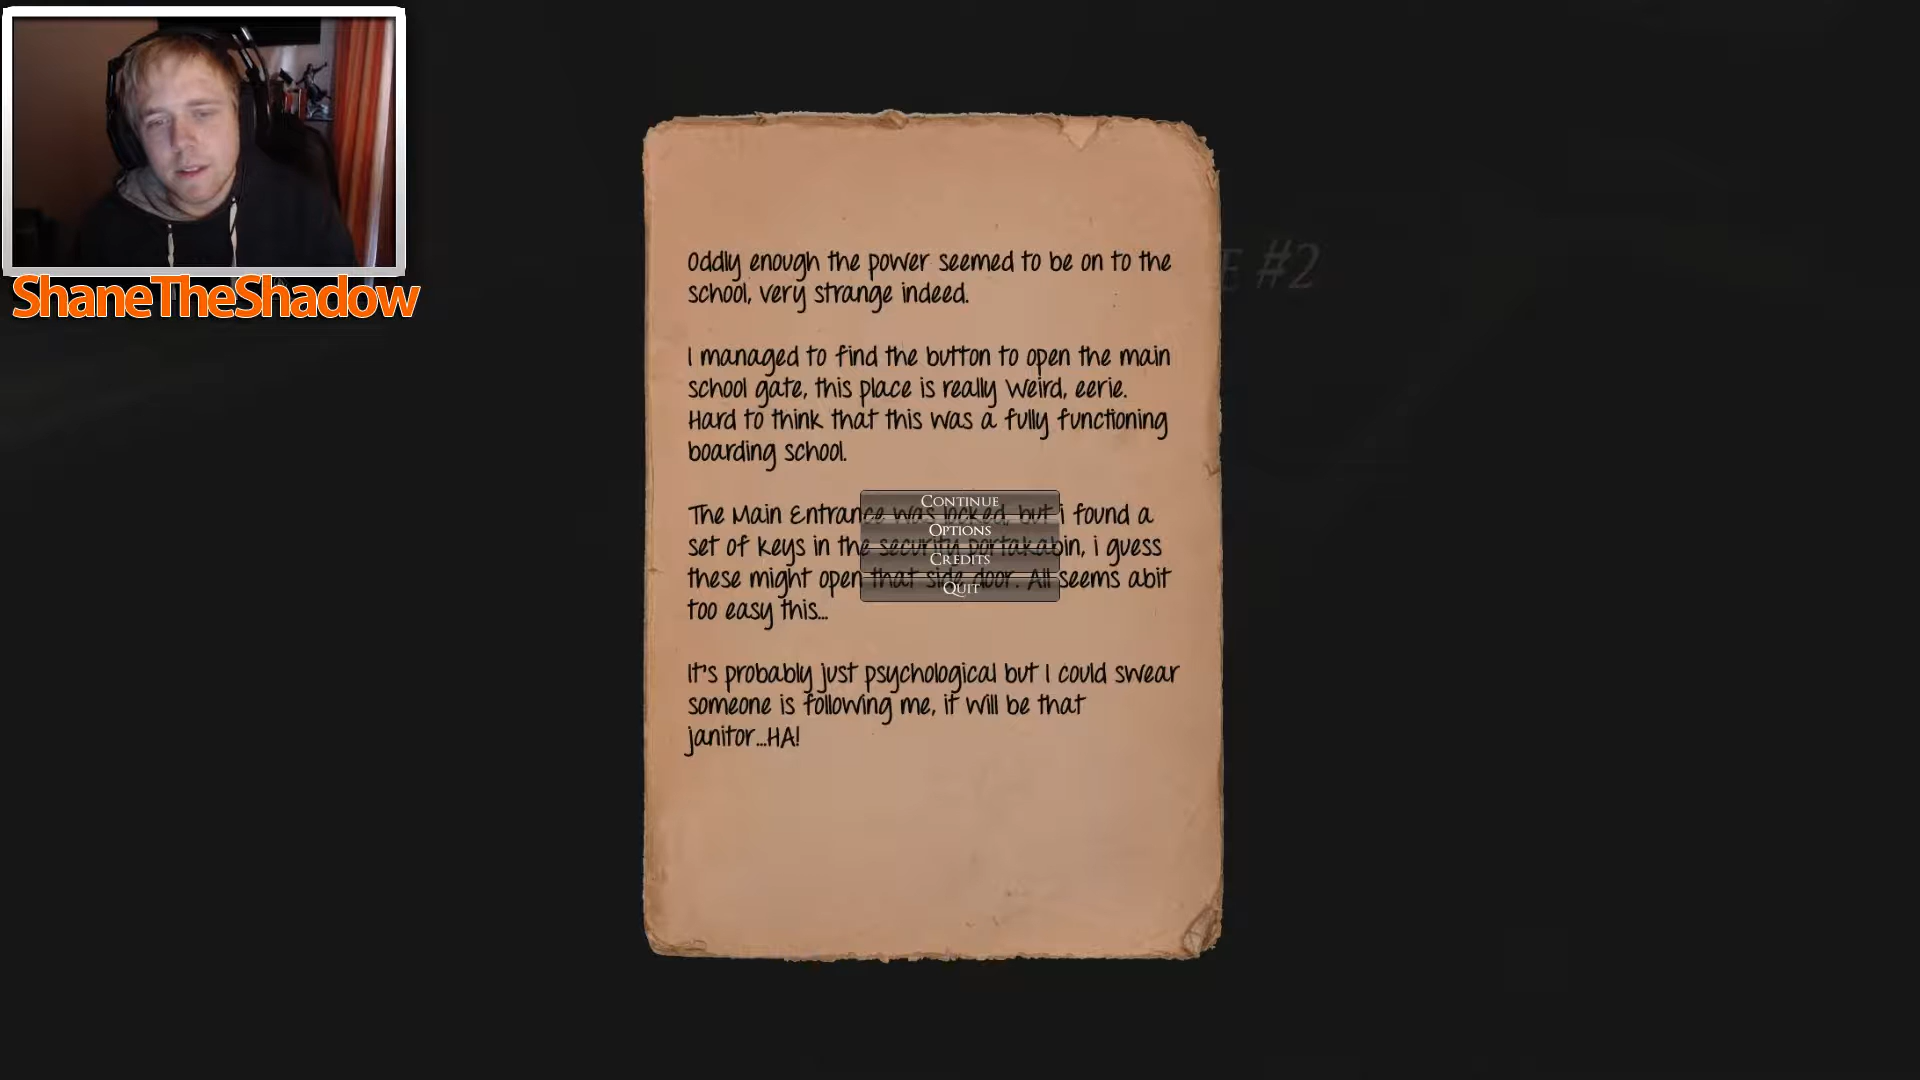 ShaneTheShadow
E #2
Oddly enough the power seemed to be on to the
school, very strange indeed.
I managed to find the button to open the main
school gate, this place is really weird, eerie.
Hard to think that this was a fully functioning
boarding school.
The Main Entrance was locked, but i found a
set of keys in the security portakabin, i guess
these might open that side door. All seems abit
too easy this...
It's probably just psychological but I could swear
someone is following me, it will be that
janitor...HA!
Continue
Options
Credits
Quit